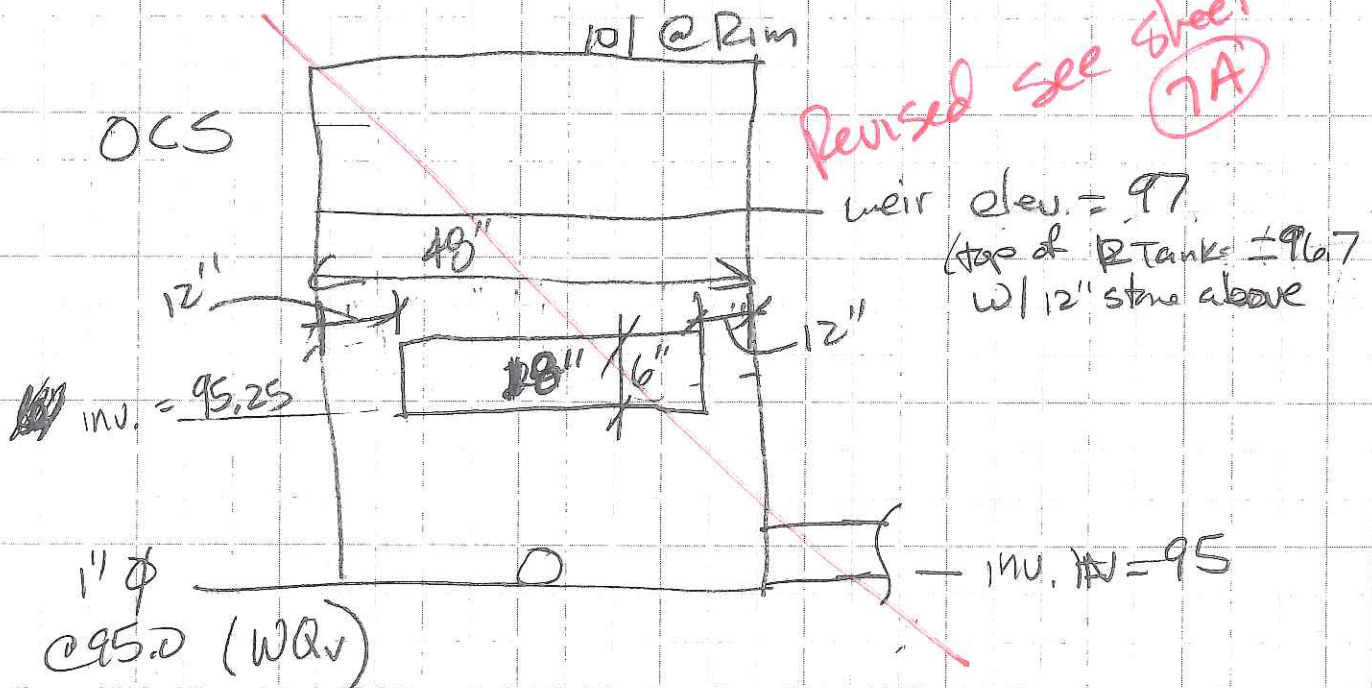 101 @ Rim
Revised see sheet
7A
OCS
weir elev. = 97
(top of R Tanks = 96.7
w/ 12" stone above
48"
12"
12"
18"
6"
inv. = 95.25
1" ϕ
@95.0 (WQv)
inv. = 95